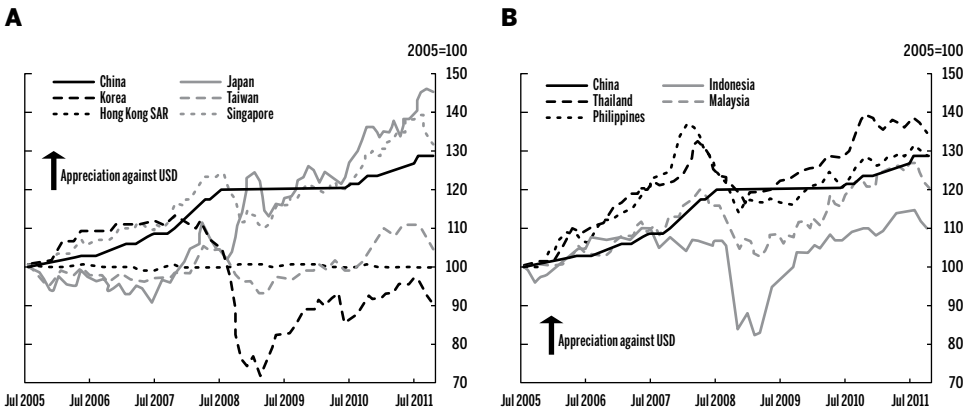 A
2005=100
150
140
130
120
110
100
90
80
70
China
Korea
Hong Kong SAR
Japan
Taiwan
Singapore
Appreciation against USD
Jul 2005 Jul 2006 Jul 2007 Jul 2008 Jul 2009 Jul 2010 Jul 2011
B
2005=100
150
140
130
120
110
100
90
80
70
China
Thailand
Philippines
Indonesia
Malaysia
Appreciation against USD
Jul 2005 Jul 2006 Jul 2007 Jul 2008 Jul 2009 Jul 2010 Jul 2011